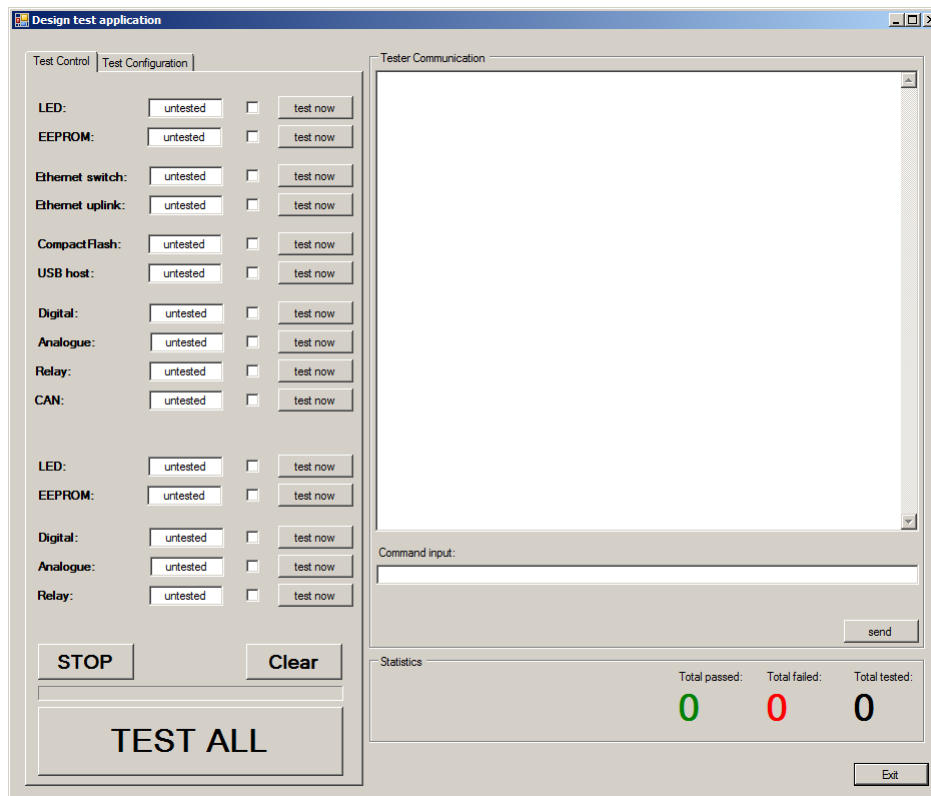 Design test application
Test Control Test Configuration
LED: untested test now
EEPROM: untested test now
Ethernet switch: untested test now
Ethernet uplink: untested test now
CompactFlash: untested test now
USB host: untested test now
Digital: untested test now
Analogue: untested test now
Relay: untested test now
CAN: untested test now
LED: untested test now
EEPROM: untested test now
Digital: untested test now
Analogue: untested test now
Relay: untested test now
STOP Clear
TEST ALL
Tester Communication
Command input:
send
Statistics
Total passed: Total failed: Total tested:
0 0 0
Exit